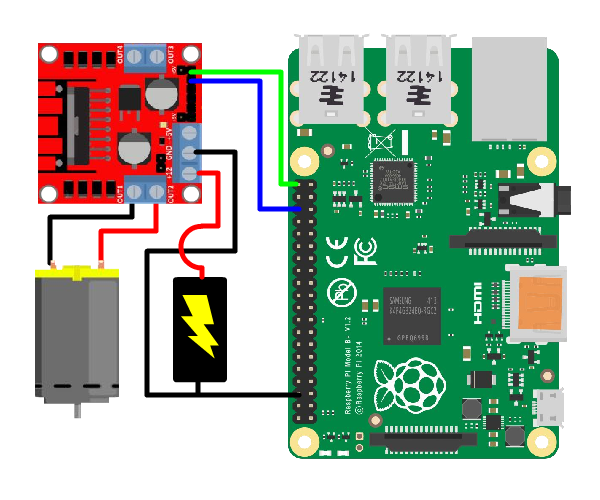 OUT4
OUT3
14122
14122
+5V
GND
+12
OUT1
OUT2
CE
FC
Pb
HDMI
SAMSUNG
Raspberry Pi Model B+ V1.2
© Raspberry Pi 2014